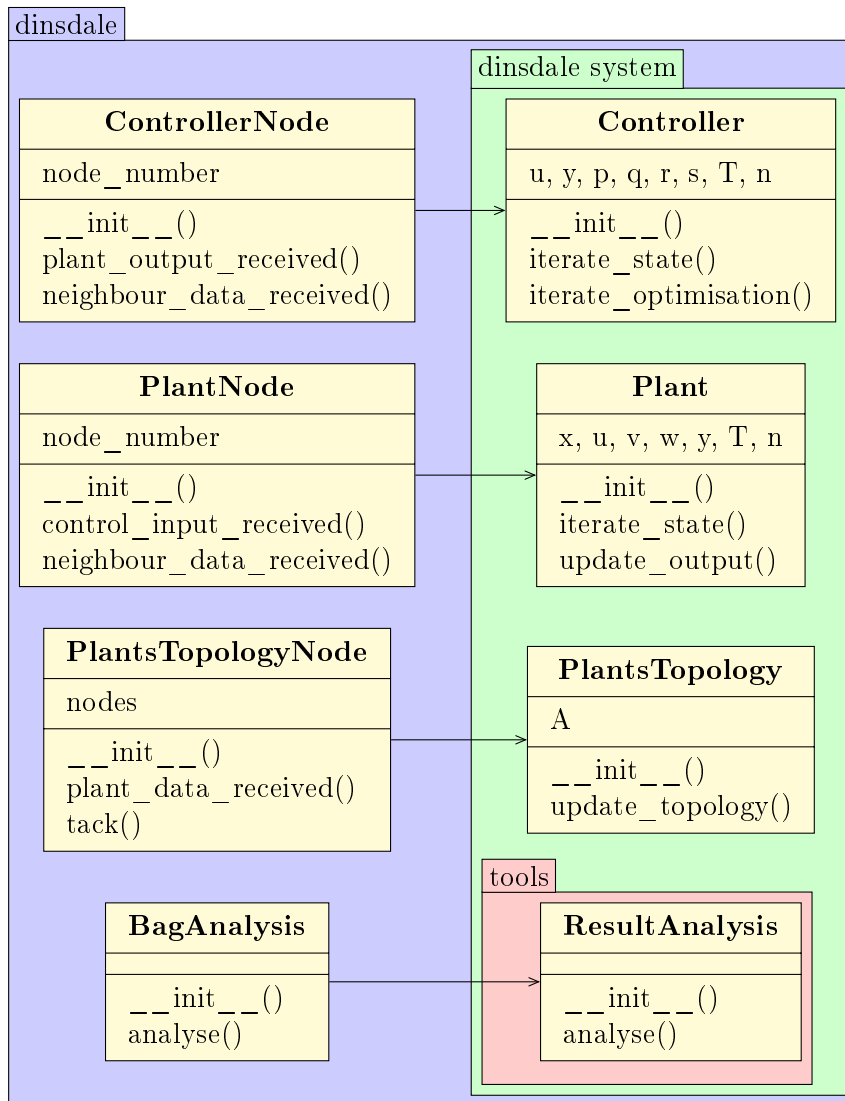 dinsdale
dinsdale system
ControllerNode
node_number
__init__()
plant_output_received()
neighbour_data_received()
Controller
u, y, p, q, r, s, T, n
__init__()
iterate_state()
iterate_optimisation()
PlantNode
node_number
__init__()
control_input_received()
neighbour_data_received()
Plant
x, u, v, w, y, T, n
__init__()
iterate_state()
update_output()
PlantsTopologyNode
nodes
__init__()
plant_data_received()
tack()
PlantsTopology
A
__init__()
update_topology()
tools
BagAnalysis
__init__()
analyse()
ResultAnalysis
__init__()
analyse()